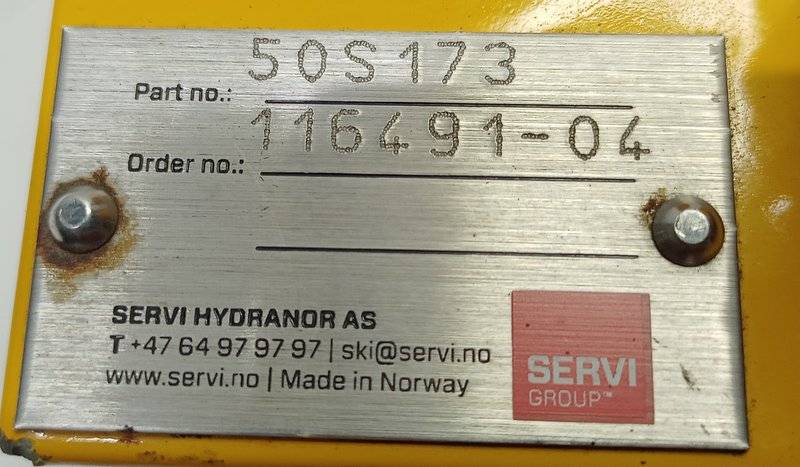 50S173
Part no.:
116491-04
Order no.:
SERVI HYDRANOR AS
T +47 64 97 97 97 | ski@servi.no
www.servi.no | Made in Norway
SERVI
GROUP™